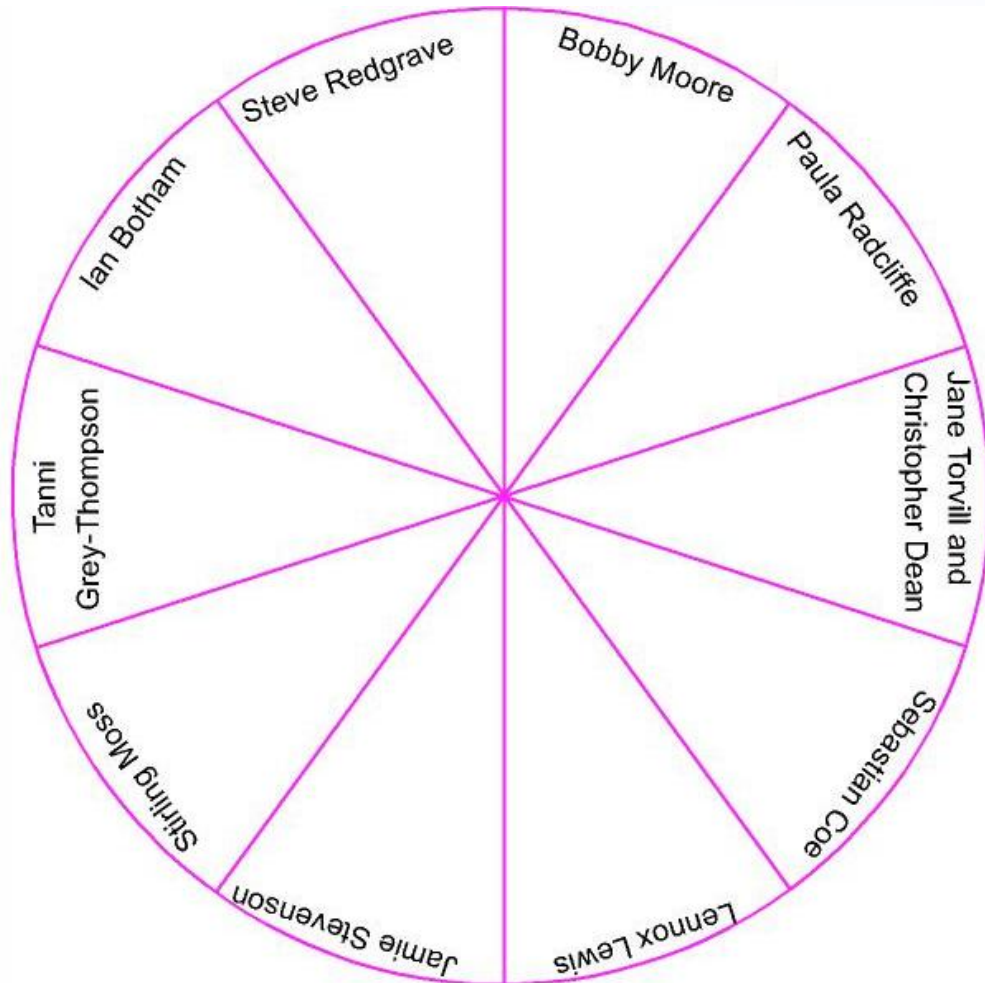 Bobby Moore
Paula Radcliffe
Jane Torvill and
Christopher Dean
Sebastian Coe
Lennox Lewis
Jamie Stevenson
Stirling Moss
Tanni
Grey-Thompson
Ian Botham
Steve Redgrave